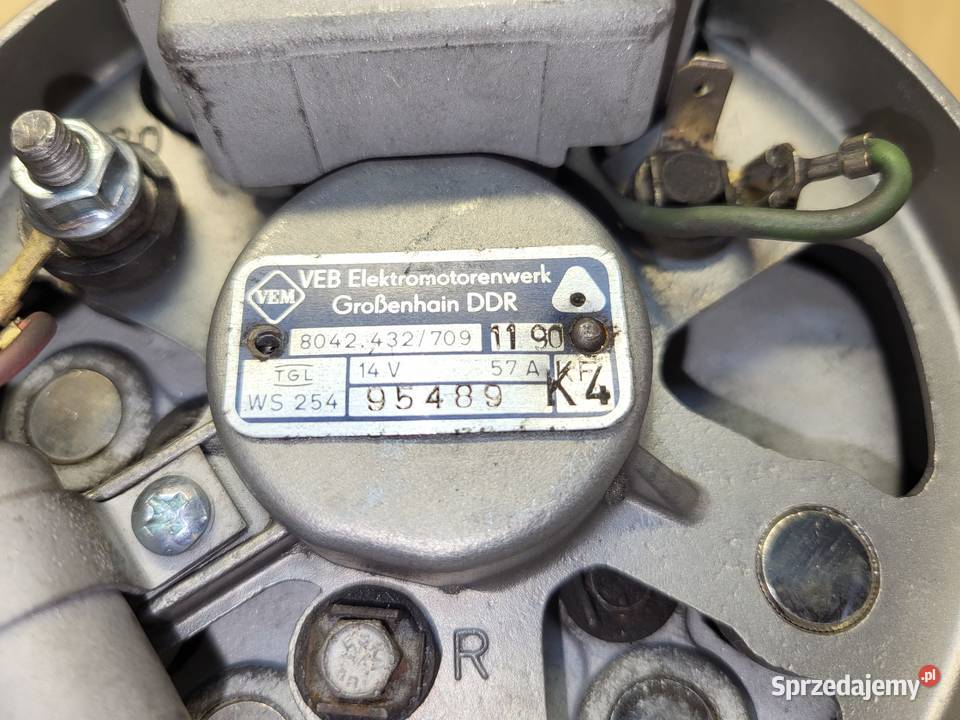 VEM
VEB Elektromotorenwerk
Großenhain DDR
8042.432/709 11 90
TGL 14 V 57 A KF
WS 254 95489 K4
R
Sprzedajemy.pl